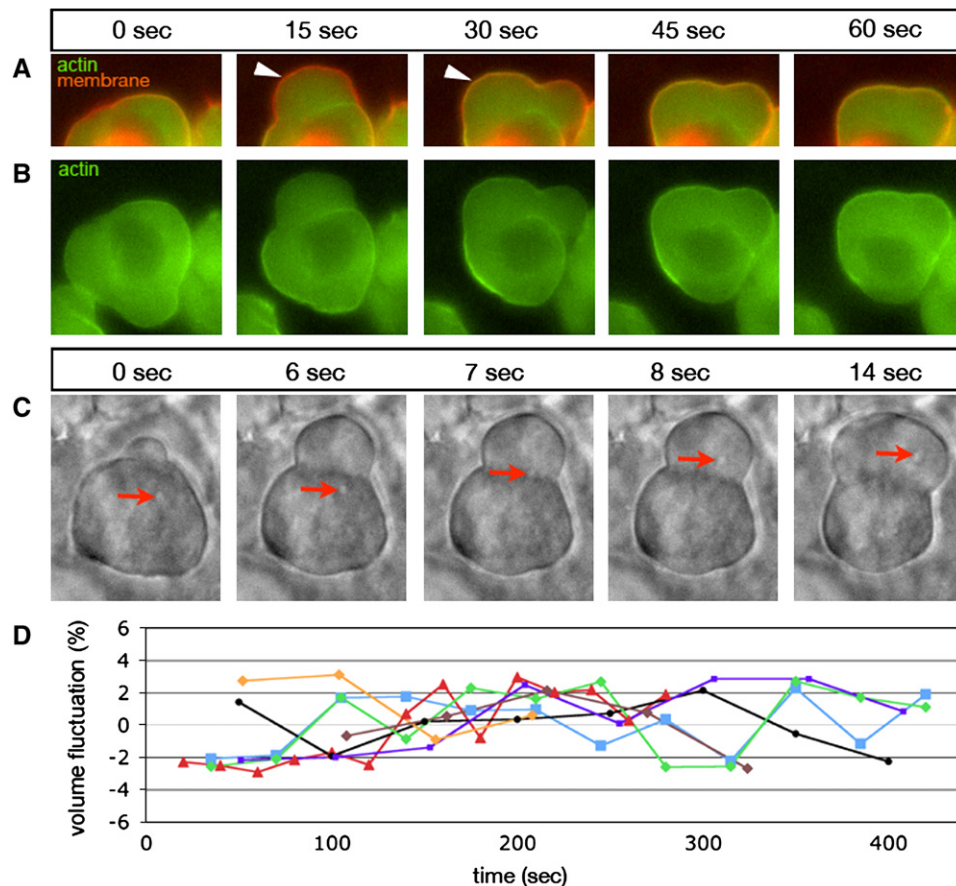 0 sec 15 sec 30 sec 45 sec 60 sec
A
actin
membrane
B
actin
0 sec 6 sec 7 sec 8 sec 14 sec
C
D
volume fluctuation (%)
6
4
2
0
-2
-4
-6
0 100 200 300 400
time (sec)